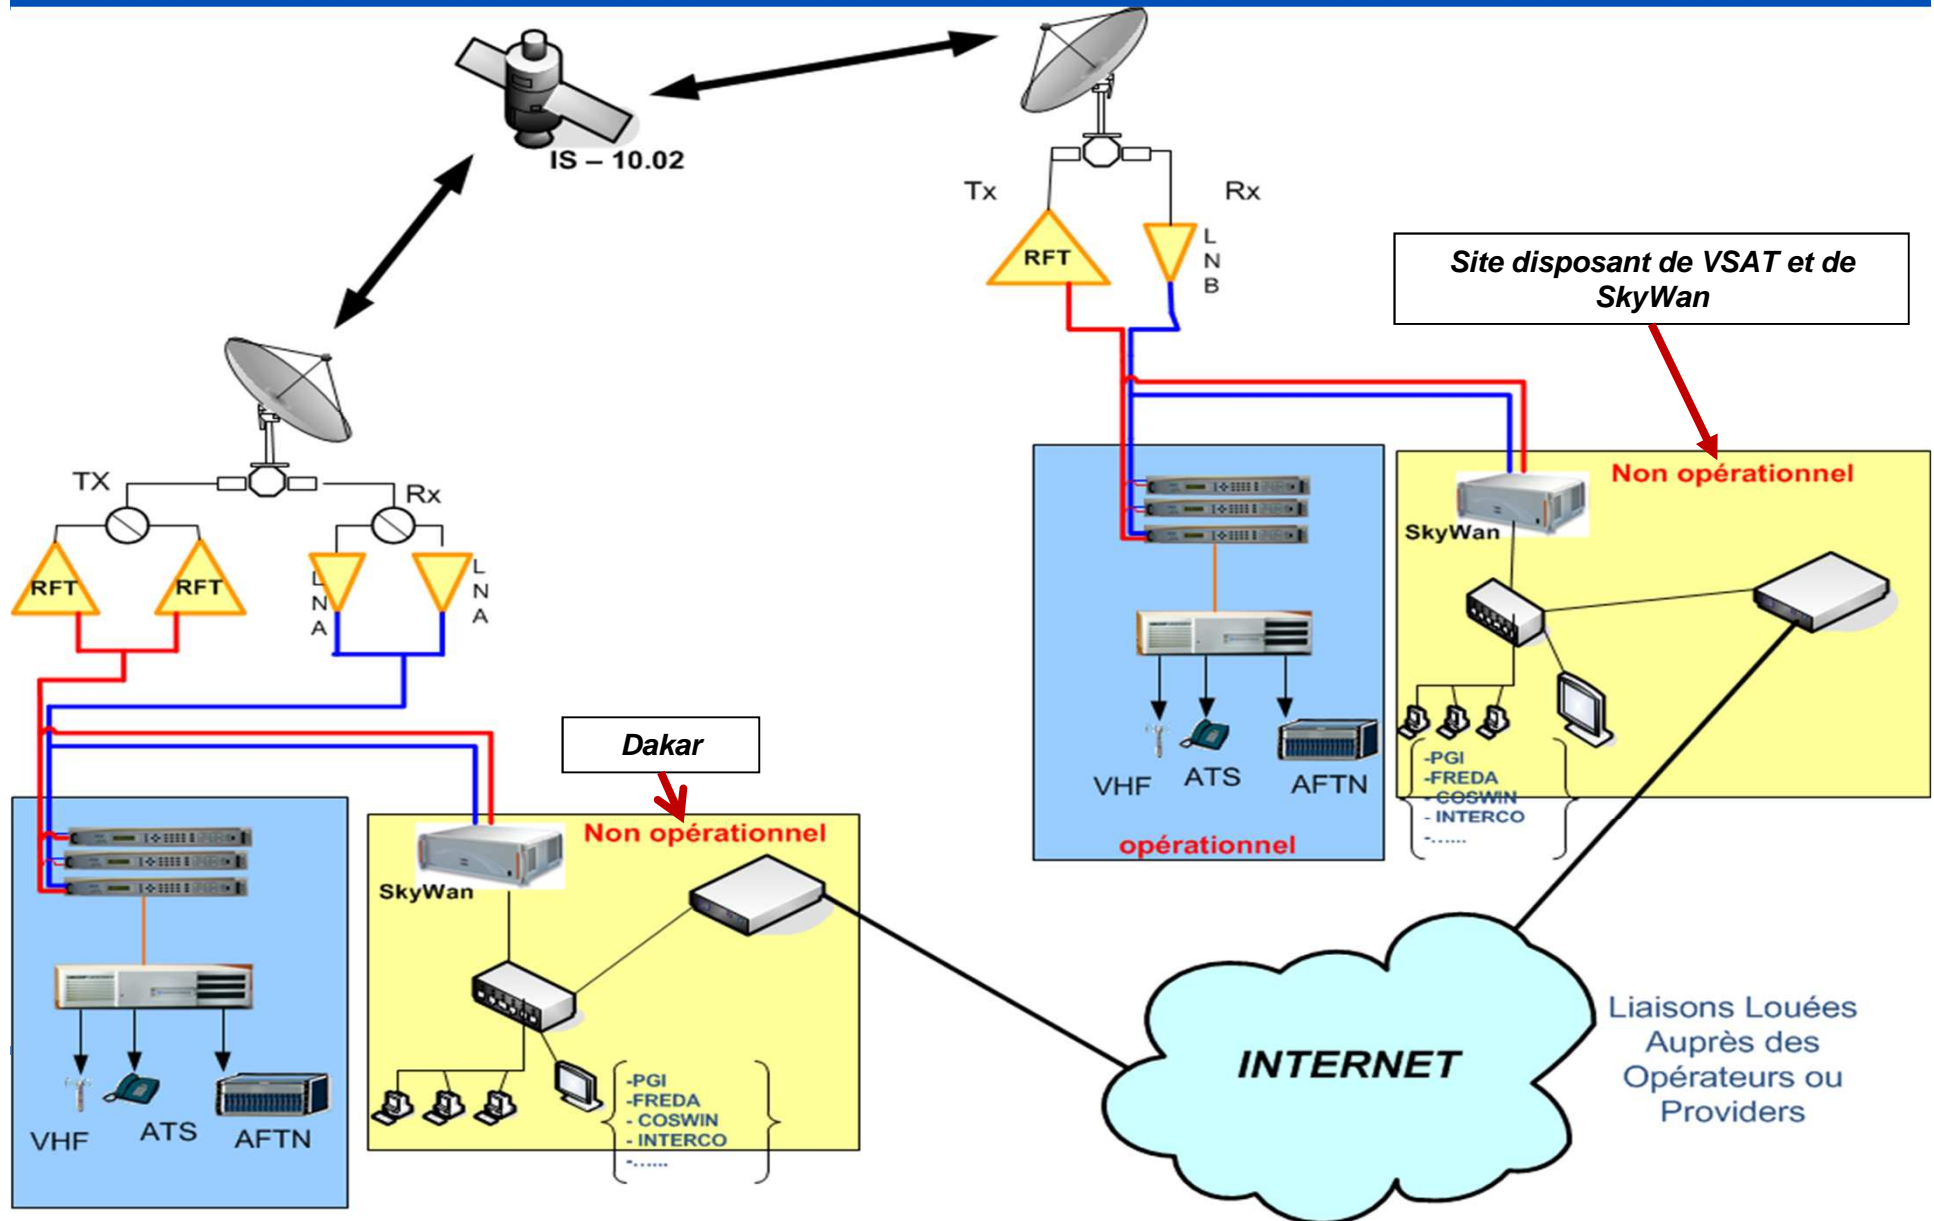 IS – 10.02
Tx
Rx
RFT
L
N
B
Site disposant de VSAT et de
SkyWan
Non opérationnel
SkyWan
VHF
ATS
AFTN
opérationnel
-PGI
-FREDA
- COSWIN
- INTERCO
-......
TX
Rx
RFT
RFT
L
N
A
L
N
A
Dakar
Non opérationnel
SkyWan
VHF
ATS
AFTN
-PGI
-FREDA
- COSWIN
- INTERCO
-......
INTERNET
Liaisons Louées
Auprès des
Opérateurs ou
Providers